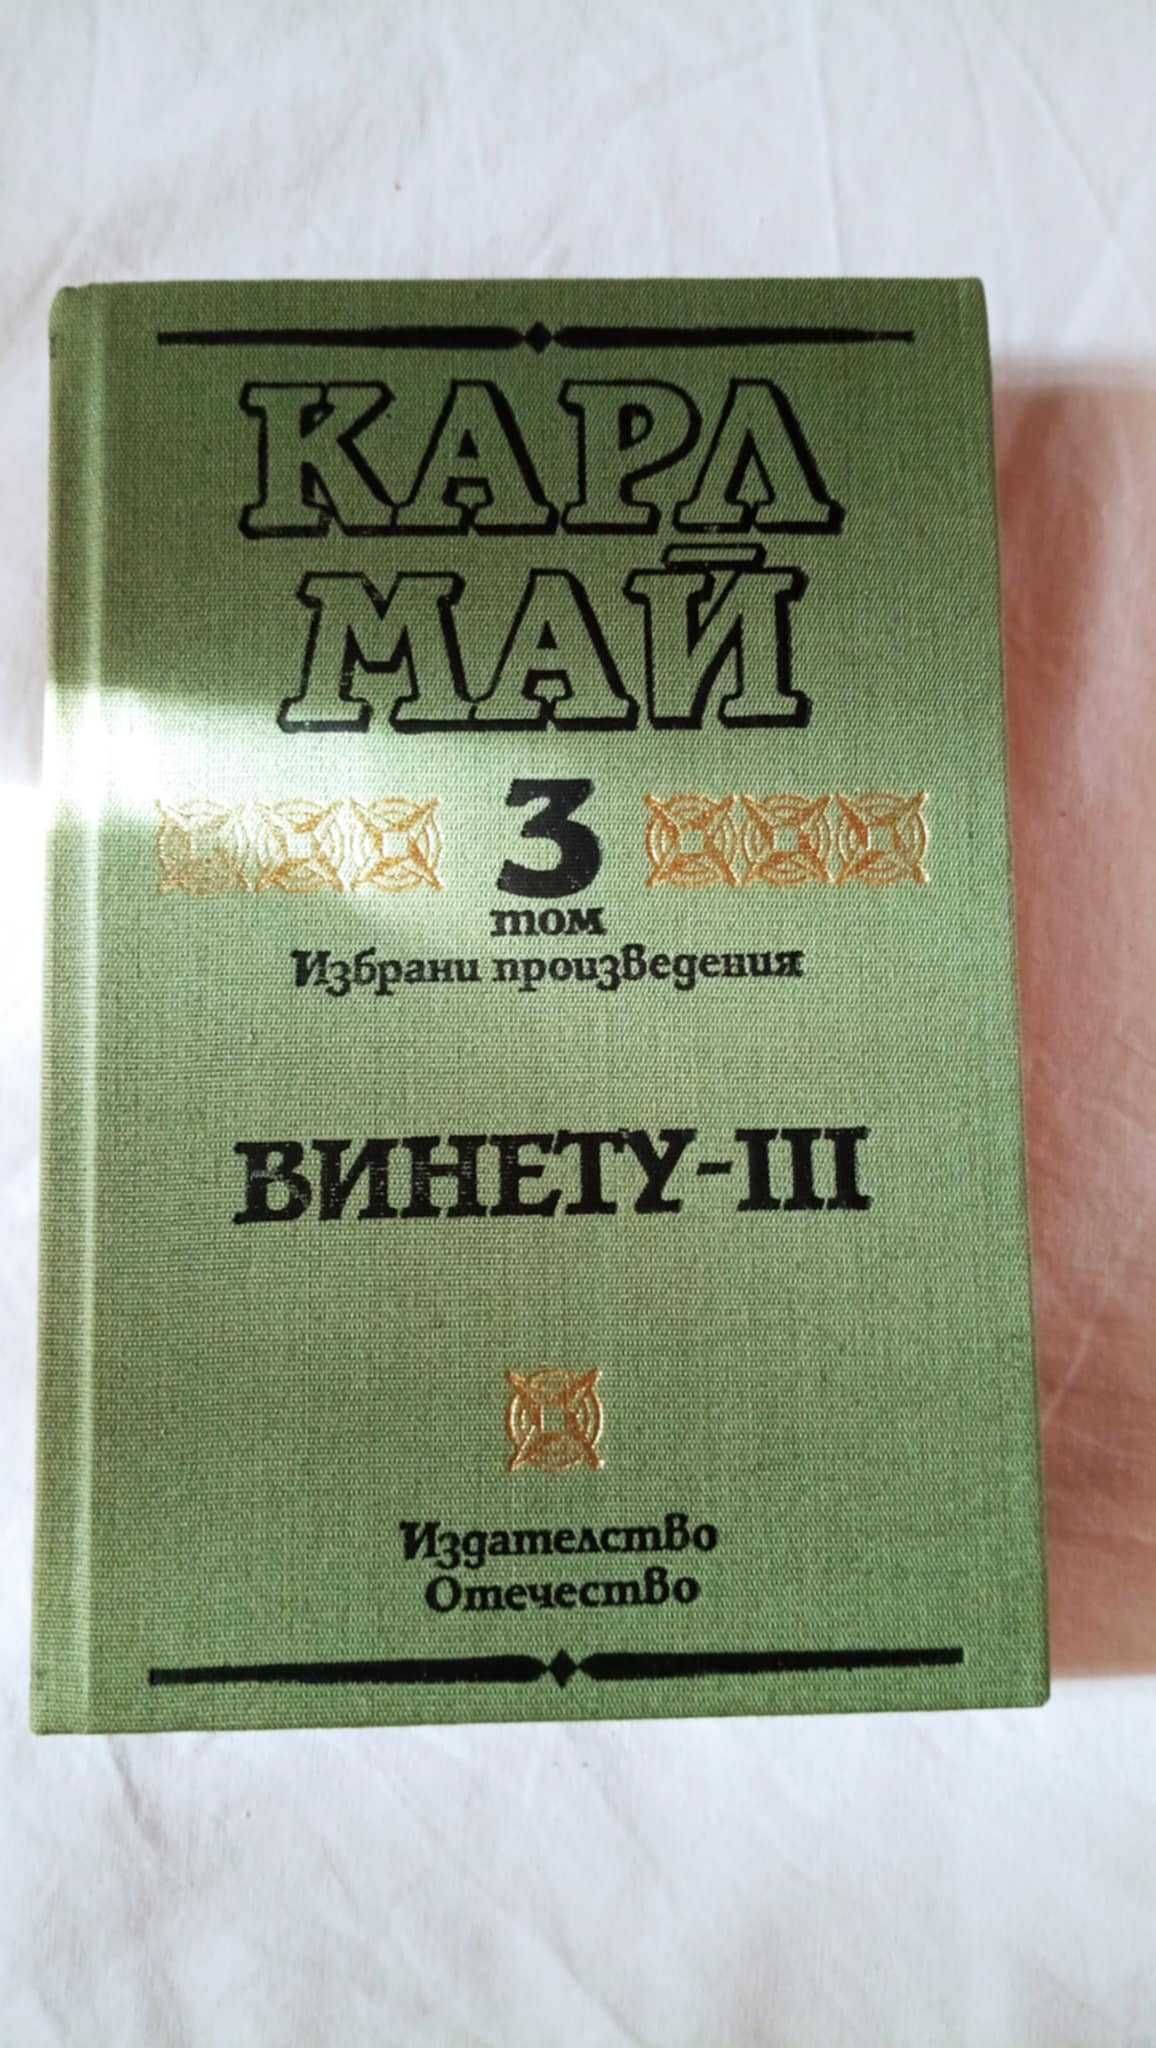 КАРЛ
МАЙ
3
том
Избрани произведения
ВИНЕТУ-III
Издателство
Отечество